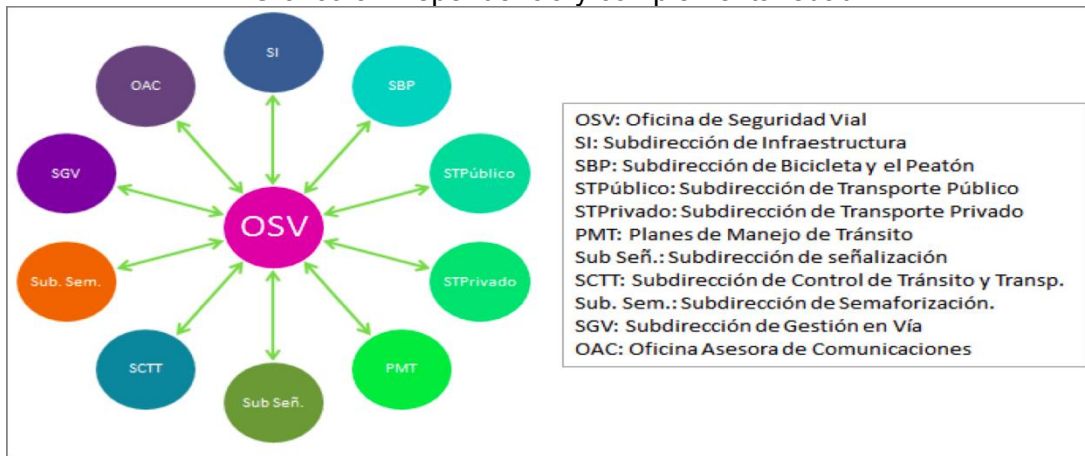 SI
SBP
STPúblico
STPrivado
PMT
Sub Señ.
SCTT
Sub. Sem.
SGV
OAC
OSV
OSV: Oficina de Seguridad Vial
SI: Subdirección de Infraestructura
SBP: Subdirección de Bicicleta y el Peatón
STPúblico: Subdirección de Transporte Público
STPrivado: Subdirección de Transporte Privado
PMT: Planes de Manejo de Tránsito
Sub Señ.: Subdirección de señalización
SCTT: Subdirección de Control de Tránsito y Transp.
Sub. Sem.: Subdirección de Semaforización.
SGV: Subdirección de Gestión en Vía
OAC: Oficina Asesora de Comunicaciones